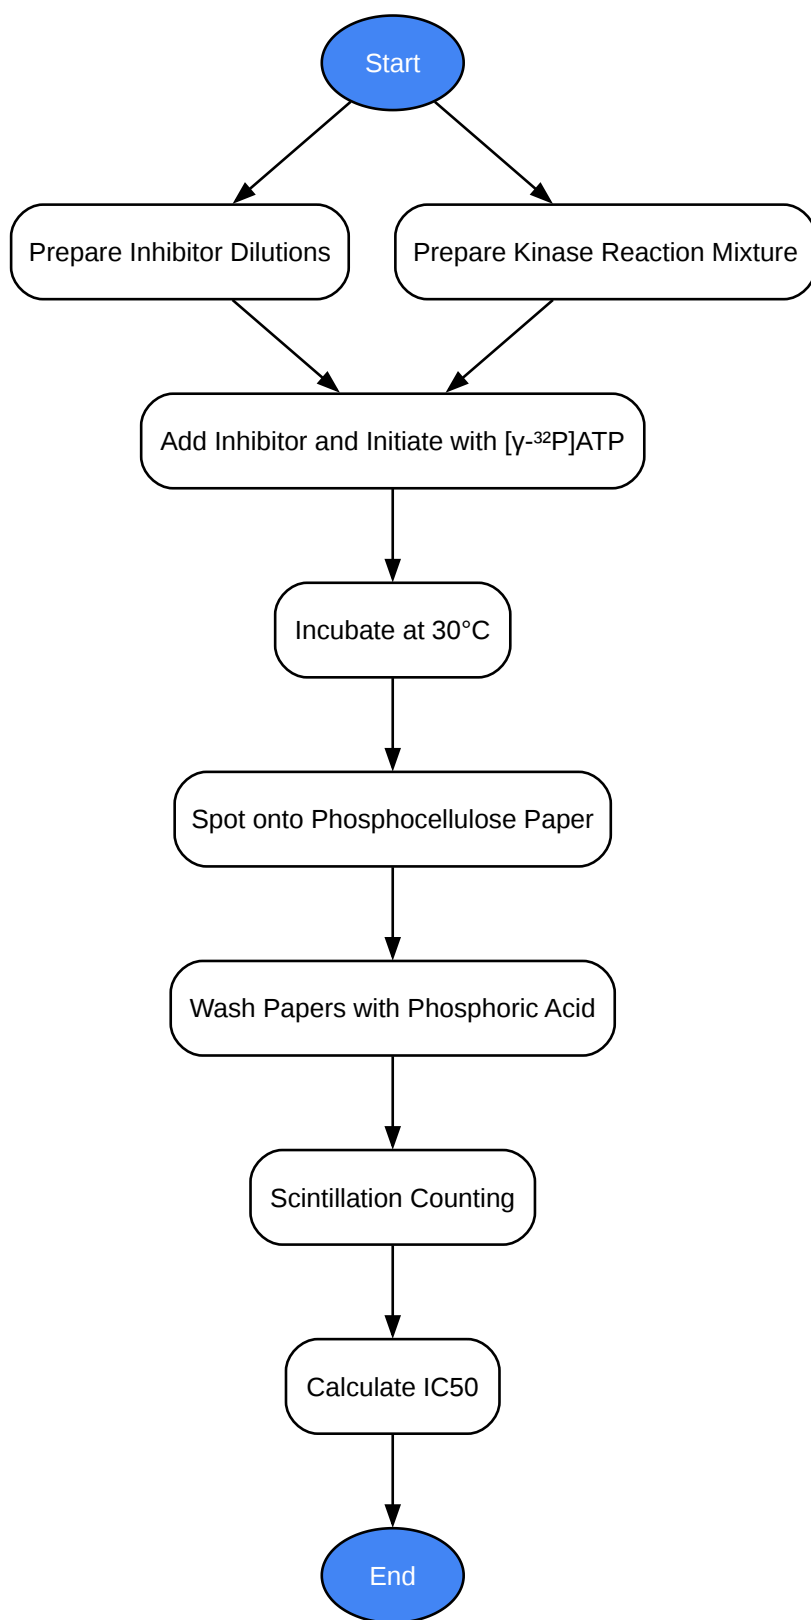 Start
Prepare Inhibitor Dilutions
Prepare Kinase Reaction Mixture
Add Inhibitor and Initiate with [γ-³²P]ATP
Incubate at 30°C
Spot onto Phosphocellulose Paper
Wash Papers with Phosphoric Acid
Scintillation Counting
Calculate IC50
End